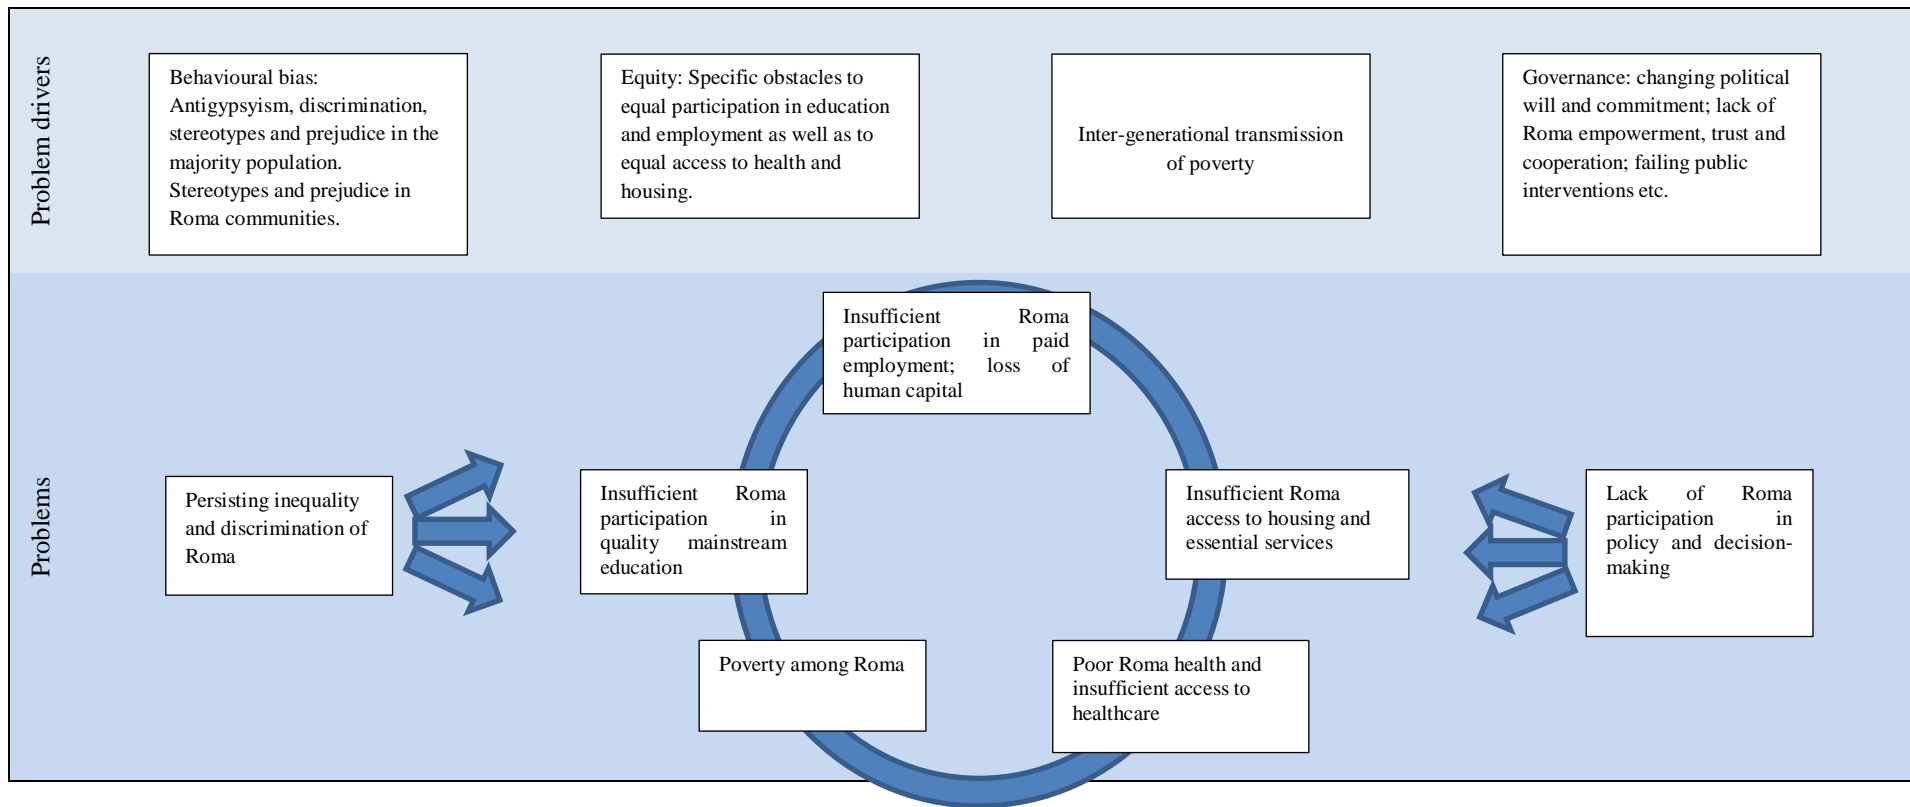 Problem drivers
Behavioural bias:
Antigypsyism, discrimination,
stereotypes and prejudice in the
majority population.
Stereotypes and prejudice in
Roma communities.
Equity: Specific obstacles to
equal participation in education
and employment as well as to
equal access to health and
housing.
Inter-generational transmission
of poverty
Governance: changing political
will and commitment; lack of
Roma empowerment, trust and
cooperation; failing public
interventions etc.
Problems
Insufficient Roma
participation in paid
employment; loss of
human capital
Persisting inequality
and discrimination of
Roma
Insufficient Roma
participation in
quality mainstream
education
Insufficient Roma
access to housing and
essential services
Lack of Roma
participation in
policy and decision-
making
Poverty among Roma
Poor Roma health and
insufficient access to
healthcare